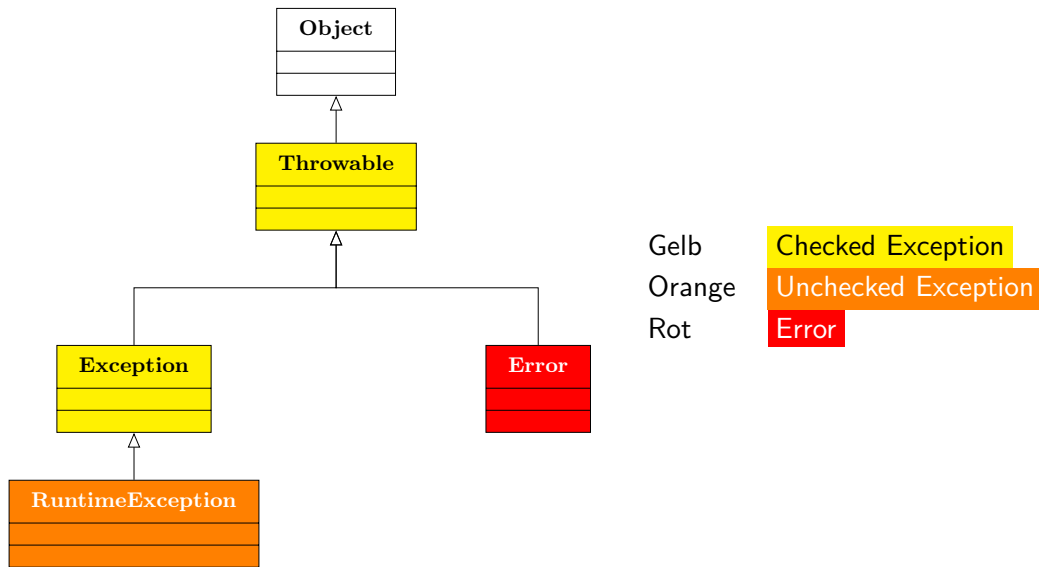 Object
Throwable
Exception
Error
RuntimeException
Gelb Checked Exception
Orange Unchecked Exception
Rot Error